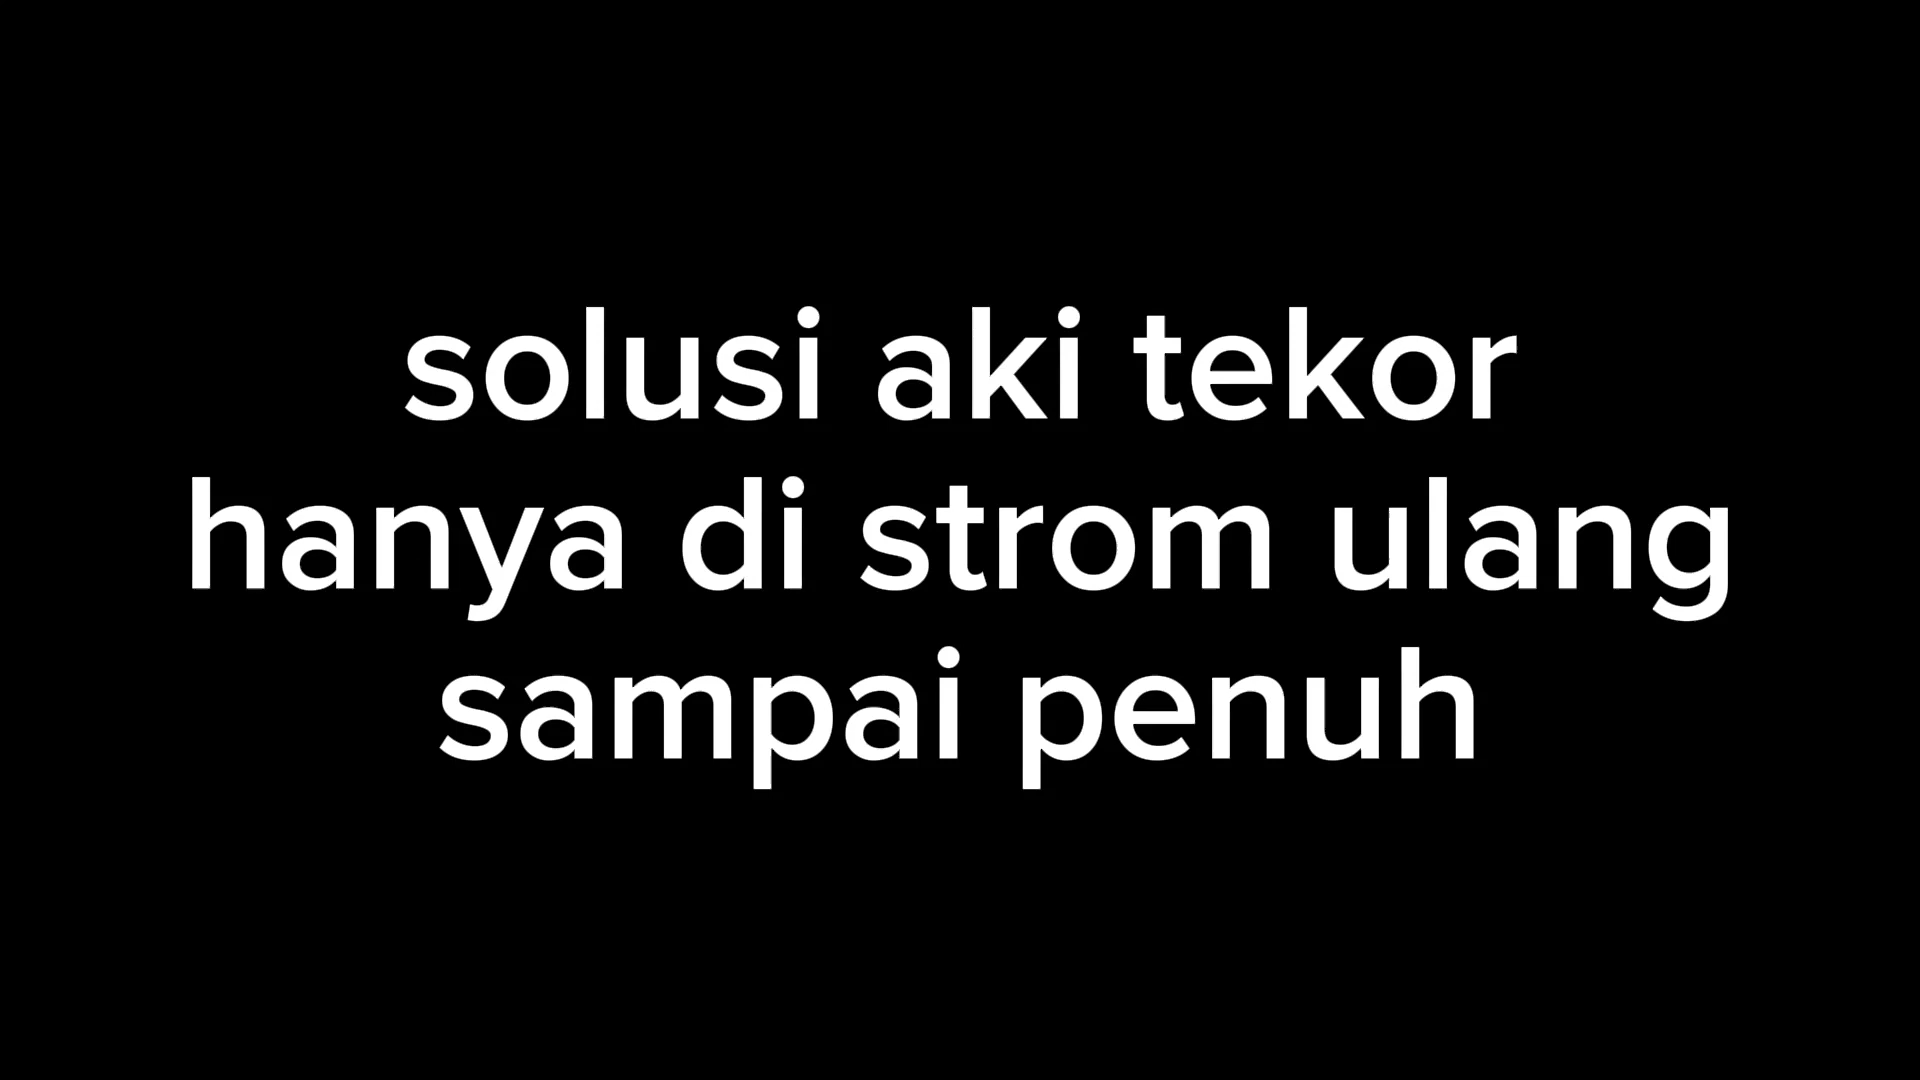 solusi aki tekor
hanya di strom ulang
sampai penuh